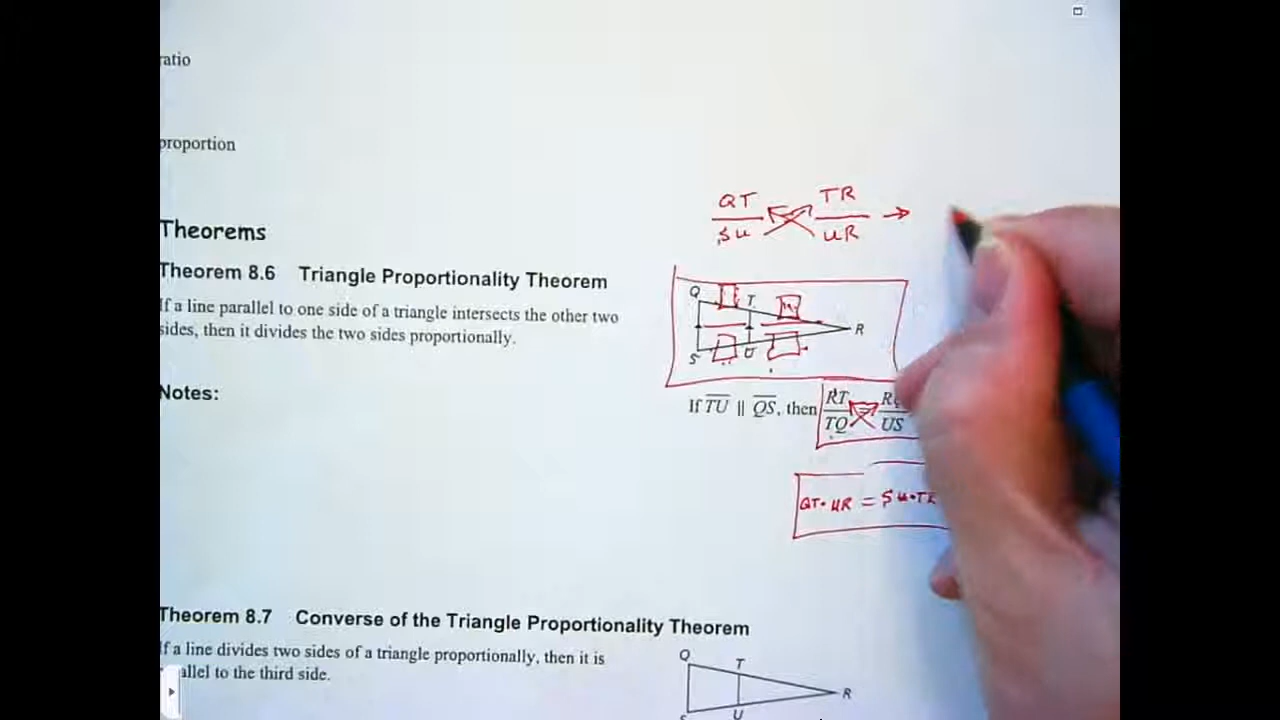 ratio
proportion
QT TR
SU UR
Theorems
Theorem 8.6 Triangle Proportionality Theorem
If a line parallel to one side of a triangle intersects the other two
sides, then it divides the two sides proportionally.
Q T R
S U
Notes:
If TU || QS, then RT
TQ = US
QT · UR = SU · TR
Theorem 8.7 Converse of the Triangle Proportionality Theorem
If a line divides two sides of a triangle proportionally, then it is
allel to the third side.
Q T R
U